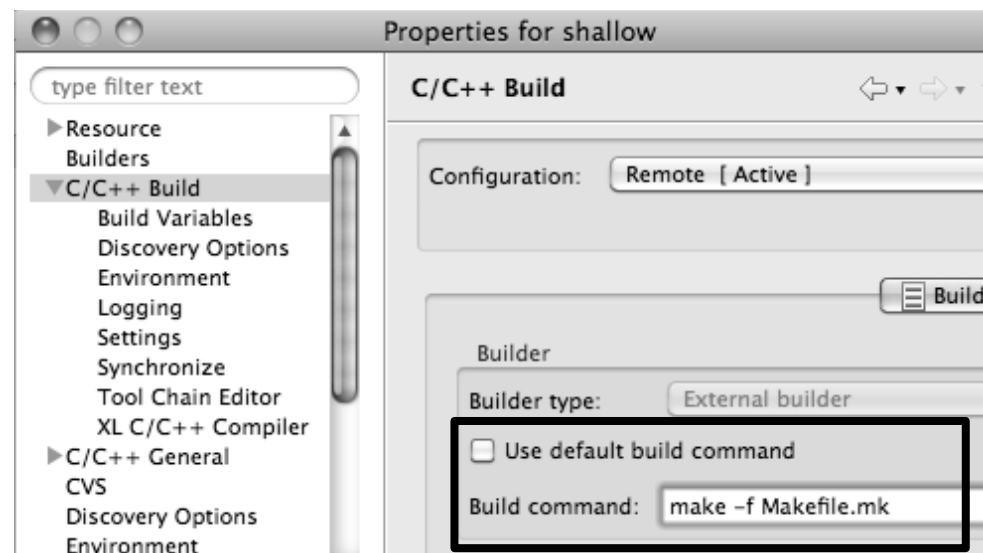 Properties for shallow
type filter text
Resource
Builders
C/C++ Build
Build Variables
Discovery Options
Environment
Logging
Settings
Synchronize
Tool Chain Editor
XL C/C++ Compiler
C/C++ General
CVS
Discovery Options
Environment
C/C++ Build
Configuration: Remote [ Active ]
Build
Builder
Builder type: External builder
Use default build command
Build command: make -f Makefile.mk